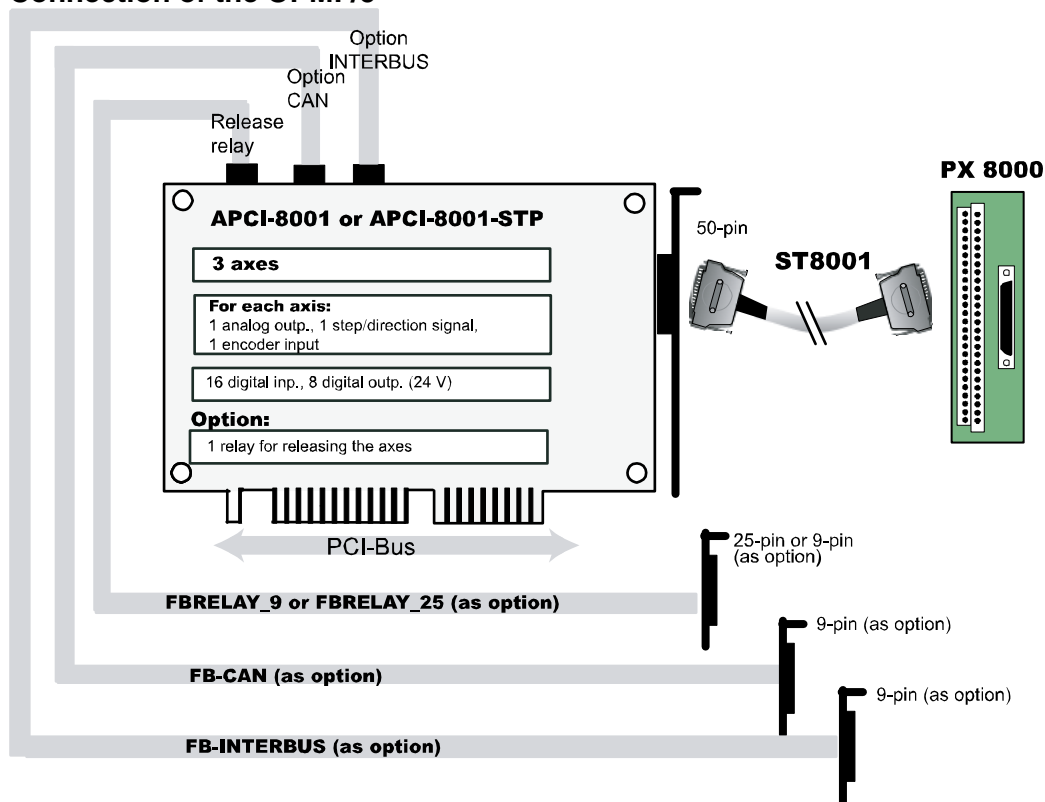 Connection of the
Option
INTERBUS
Option
CAN
Release
relay
PX 8000
APCI-8001 or APCI-8001-STP
50-pin
ST8001
3 axes
For each axis:
1 analog outp., 1 step/direction signal,
1 encoder input
16 digital inp., 8 digital outp. (24 V)
Option:
1 relay for releasing the axes
PCI-Bus
25-pin or 9-pin
(as option)
FBRELAY_9 or FBRELAY_25 (as option)
9-pin (as option)
FB-CAN (as option)
9-pin (as option)
FB-INTERBUS (as option)